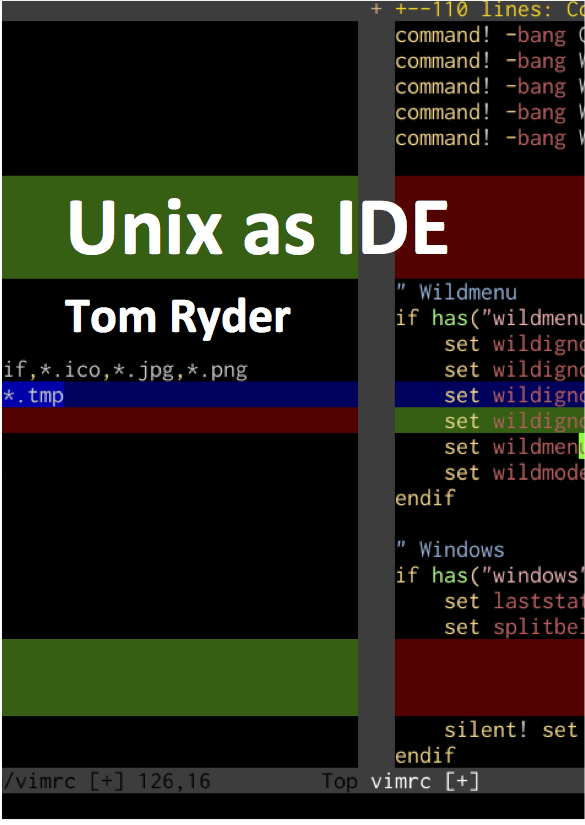 + +--110 lines: Co
command! -bang
command! -bang
command! -bang
command! -bang
command! -bang
Unix as IDE
Tom Ryder
" Wildmenu
if has("wildmenu
if,*.ico,*.jpg,*.png
set wildigno
*.tmp
set wildigno
set wildigno
set wildigno
set wildmenu
set wildmode
endif
" Windows
if has("windows"
set laststat
set splitbel
silent! set
endif
/vimrc [+] 126,16 Top vimrc [+]